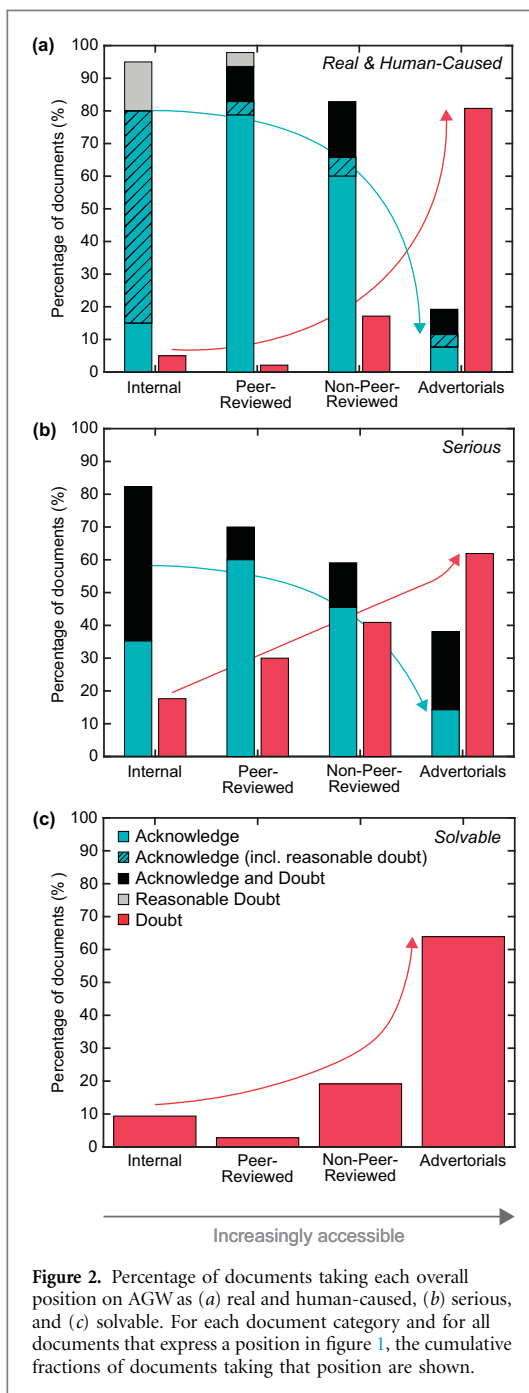 (a)
Real & Human-Caused
100
90
80
70
60
50
40
30
20
10
0
Percentage of documents (%)
Internal
Peer-
Reviewed
Non-Peer-
Reviewed
Advertorials
(b)
Serious
100
90
80
70
60
50
40
30
20
10
0
Percentage of documents (%)
Internal
Peer-
Reviewed
Non-Peer-
Reviewed
Advertorials
(c)
Solvable
100
90
80
70
60
50
40
30
20
10
0
Percentage of documents (%)
Acknowledge
Acknowledge (incl. reasonable doubt)
Acknowledge and Doubt
Reasonable Doubt
Doubt
Internal
Peer-
Reviewed
Non-Peer-
Reviewed
Advertorials
Increasingly accessible
Figure 2. Percentage of documents taking each overall
position on AGW as (a) real and human-caused, (b) serious,
and (c) solvable. For each document category and for all
documents that express a position in figure 1, the cumulative
fractions of documents taking that position are shown.